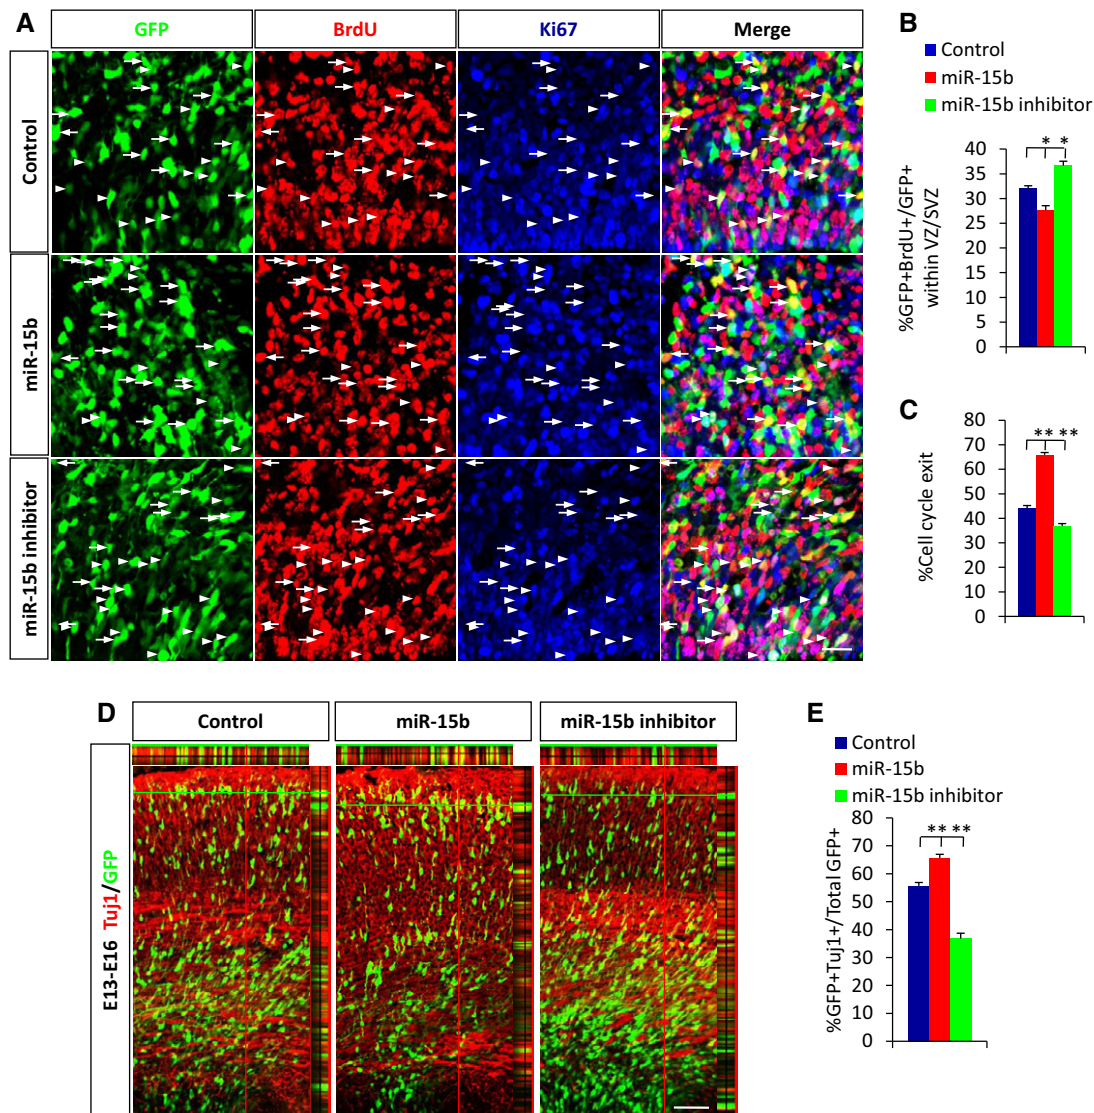 A
GFP
BrdU
Ki67
Merge
Control
miR-15b
miR-15b inhibitor
B
Control
miR-15b
miR-15b inhibitor
* *
%GFP+BrdU+/GFP+
within VZ/SVZ
40
35
30
25
20
15
10
5
0
C
** **
%Cell cycle exit
80
70
60
50
40
30
20
10
0
D
Control
miR-15b
miR-15b inhibitor
E13-E16 Tuj1/GFP
E
Control
miR-15b
miR-15b inhibitor
** **
%GFP+Tuj1+/Total GFP+
80
70
60
50
40
30
20
10
0